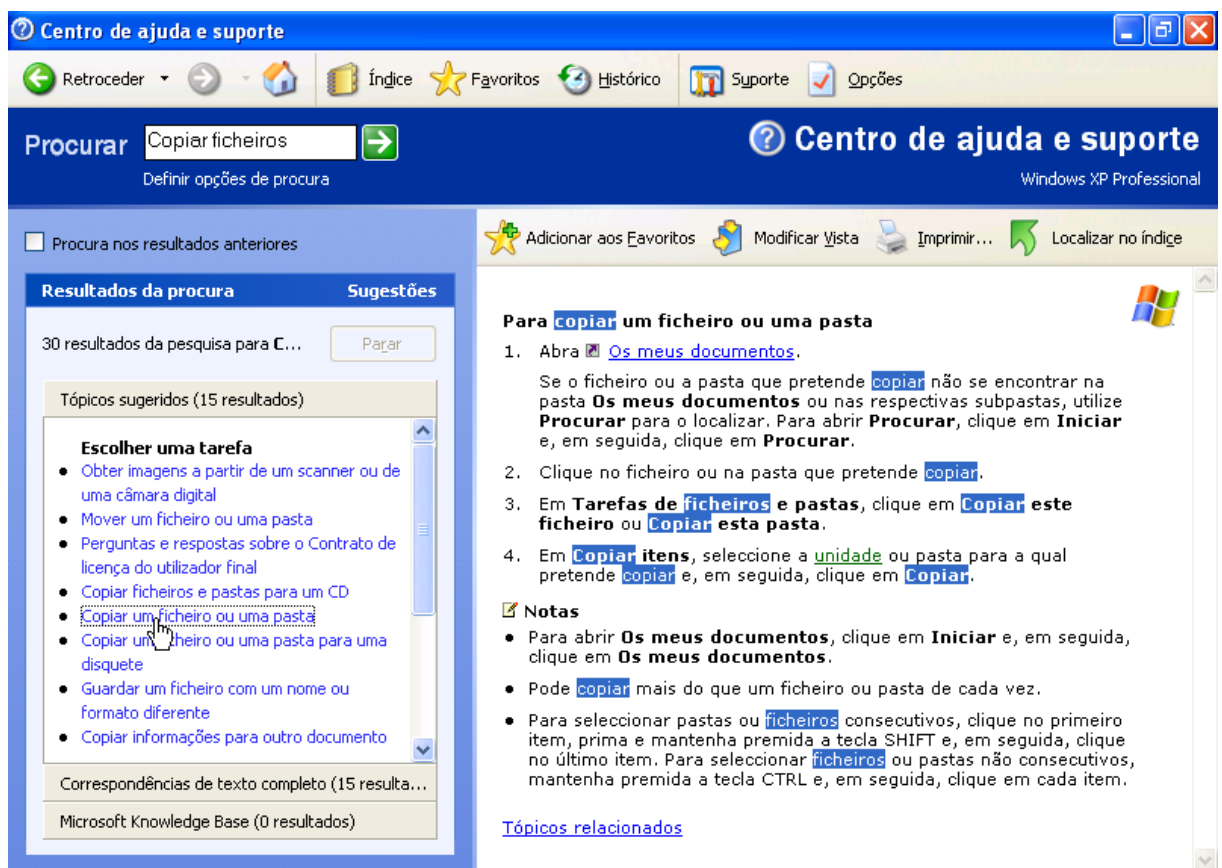 Centro de ajuda e suporte
Retroceder
Índice
Favoritos
Histórico
Suporte
Opções
Procurar
Copiar ficheiros
Centro de ajuda e suporte
Definir opções de procura
Windows XP Professional
Procura nos resultados anteriores
Adicionar aos Favoritos
Modificar Vista
Imprimir...
Localizar no índice
Resultados da procura
Sugestões
30 resultados da pesquisa para C...
Parar
Tópicos sugeridos (15 resultados)
Escolher uma tarefa
• Obter imagens a partir de um scanner ou de
uma câmara digital
• Mover um ficheiro ou uma pasta
• Perguntas e respostas sobre o Contrato de
licença do utilizador final
• Copiar ficheiros e pastas para um CD
• Copiar um ficheiro ou uma pasta
• Copiar um ficheiro ou uma pasta para uma
disquete
• Guardar um ficheiro com um nome ou
formato diferente
• Copiar informações para outro documento
Correspondências de texto completo (15 resulta...
Microsoft Knowledge Base (0 resultados)
Para copiar um ficheiro ou uma pasta
1. Abra Os meus documentos.
Se o ficheiro ou a pasta que pretende copiar não se encontrar na
pasta Os meus documentos ou nas respectivas subpastas, utilize
Procurar para o localizar. Para abrir Procurar, clique em Iniciar
e, em seguida, clique em Procurar.
2. Clique no ficheiro ou na pasta que pretende copiar.
3. Em Tarefas de ficheiros e pastas, clique em Copiar este
ficheiro ou Copiar esta pasta.
4. Em Copiar itens, seleccione a unidade ou pasta para a qual
pretende copiar e, em seguida, clique em Copiar.
Notas
• Para abrir Os meus documentos, clique em Iniciar e, em seguida,
clique em Os meus documentos.
• Pode copiar mais do que um ficheiro ou pasta de cada vez.
• Para seleccionar pastas ou ficheiros consecutivos, clique no primeiro
item, prima e mantenha premida a tecla SHIFT e, em seguida, clique
no último item. Para seleccionar ficheiros ou pastas não consecutivos,
mantenha premida a tecla CTRL e, em seguida, clique em cada item.
Tópicos relacionados